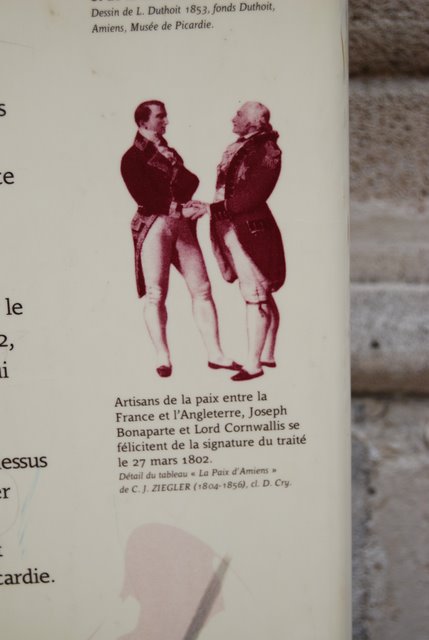 Dessin de L. Duthoit 1853, fonds Duthoit,
Amiens, Musée de Picardie.
s
le
2,
Artisans de la paix entre la
France et l'Angleterre, Joseph
Bonaparte et Lord Cornwallis se
félicitent de la signature du traité
le 27 mars 1802.
Détail du tableau « La Paix d'Amiens »
de C. J. ZIEGLER (1804-1856), cl. D. Cry.
essus
er
cardie.